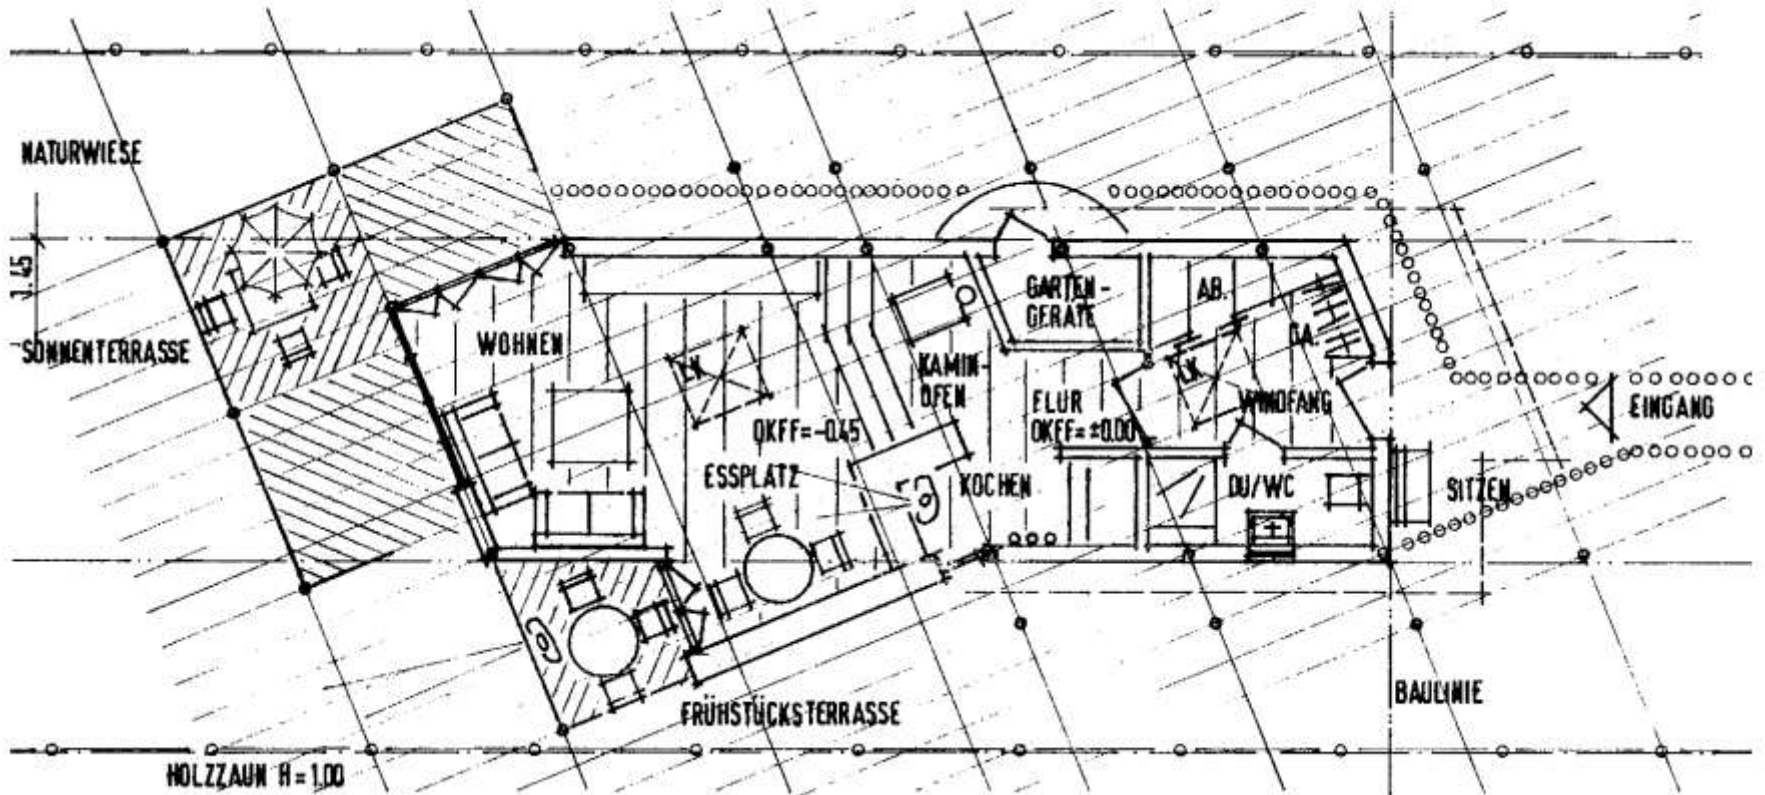 NATURWIESE
1.45
SONNENTERRASSE
WOHNEN
LK
OKFF=-0.45
ESSPLATZ
KAMIN-
OFEN
GARTEN-
GERÄTE
AB.
GA.
LK
WINDFANG
FLUR
OKFF=±0.00
KOCHEN
DU/WC
SITZEN
EINGANG
BAULINIE
FRÜHSTÜCKSTERRASSE
HOLZZAUN H=1.00